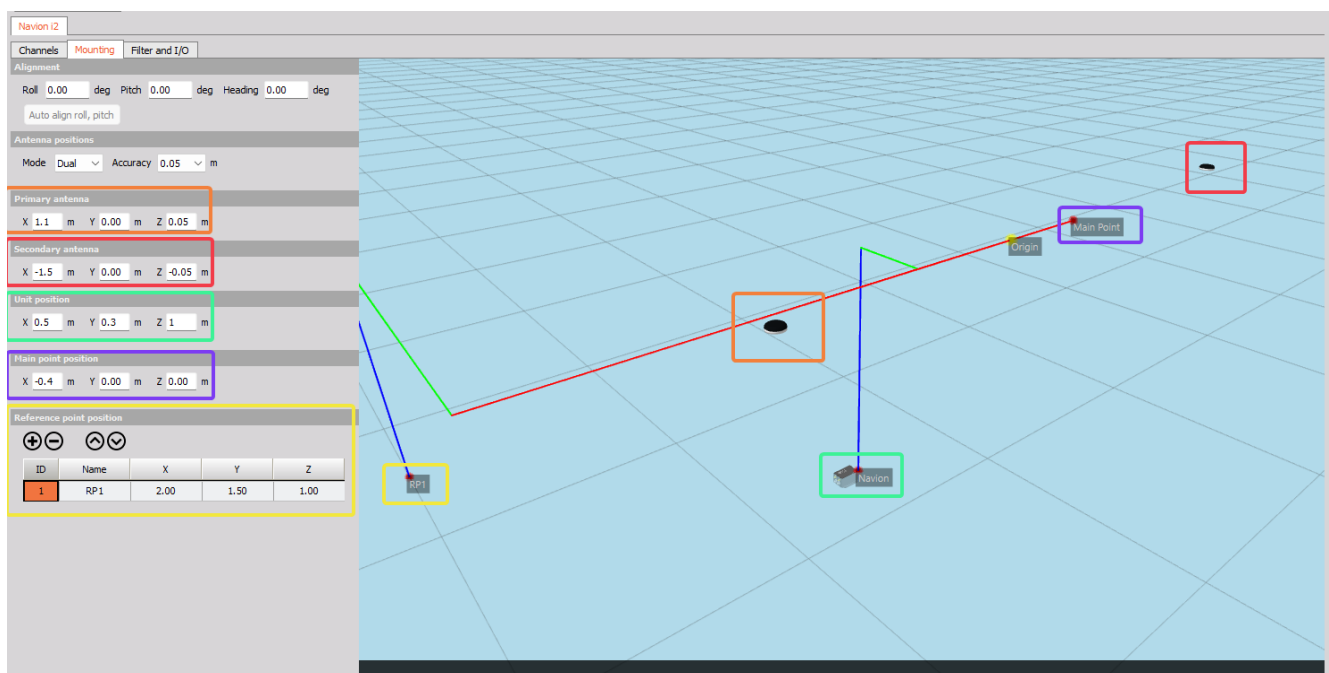 Navion i2
Channels Mounting Filter and I/O
Alignment
Roll 0.00 deg Pitch 0.00 deg Heading 0.00 deg
Auto align roll, pitch
Antenna positions
Mode Dual Accuracy 0.05 m
Primary antenna
X 1.1 m Y 0.00 m Z 0.05 m
Secondary antenna
X -1.5 m Y 0.00 m Z -0.05 m
Unit position
X 0.5 m Y 0.3 m Z 1 m
Main point position
X -0.4 m Y 0.00 m Z 0.00 m
Reference point position
ID Name X Y Z
1 RP1 2.00 1.50 1.00
Main Point
Origin
Navion
RP1